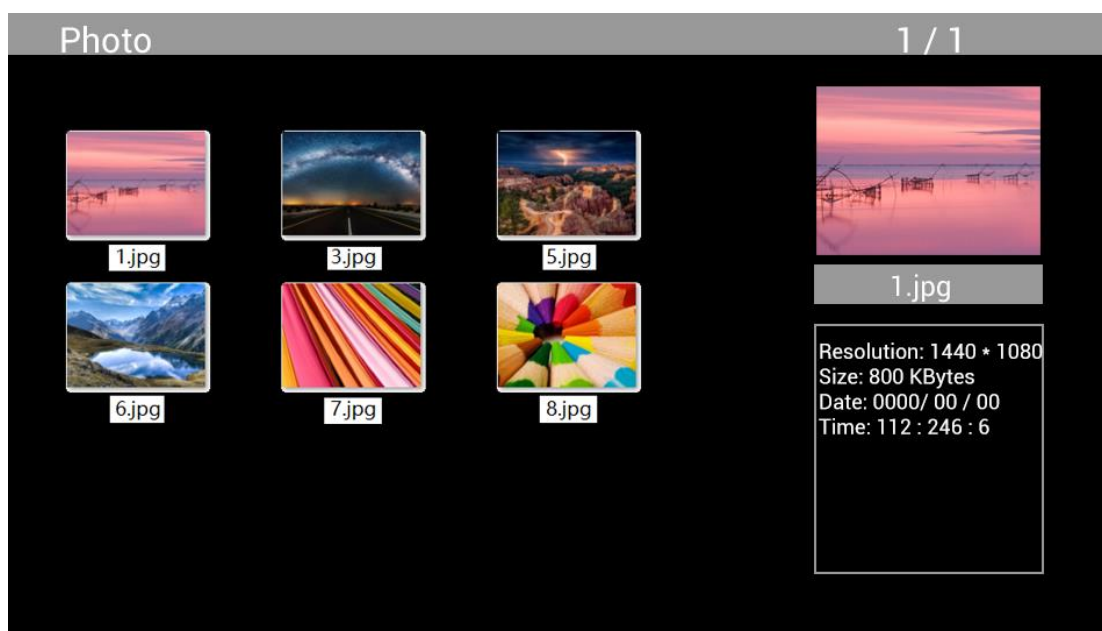 Photo 1 / 1
1.jpg 3.jpg 5.jpg
6.jpg 7.jpg 8.jpg
1.jpg
Resolution: 1440 * 1080
Size: 800 KBytes
Date: 0000/ 00 / 00
Time: 112 : 246 : 6